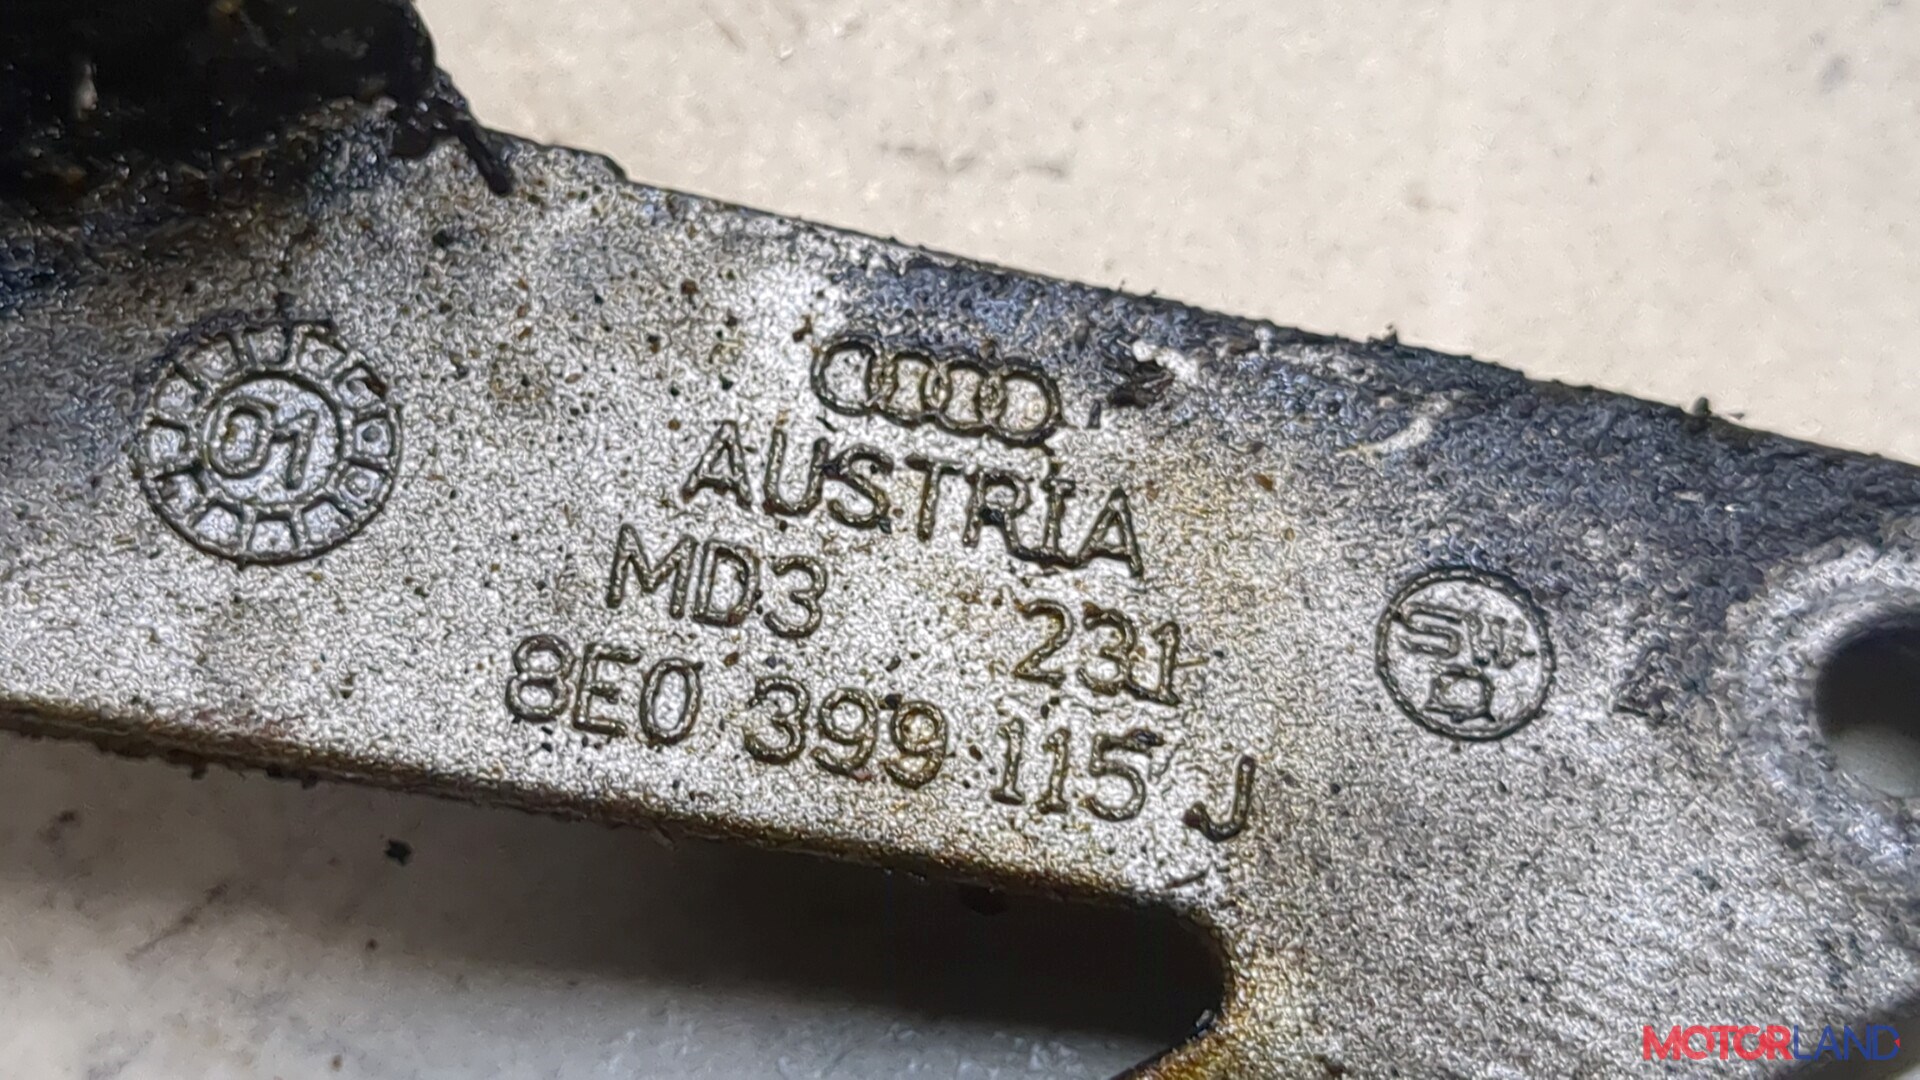 01
AUSTRIA
MD3 231
8E0 399 115 J
MOTORLAND